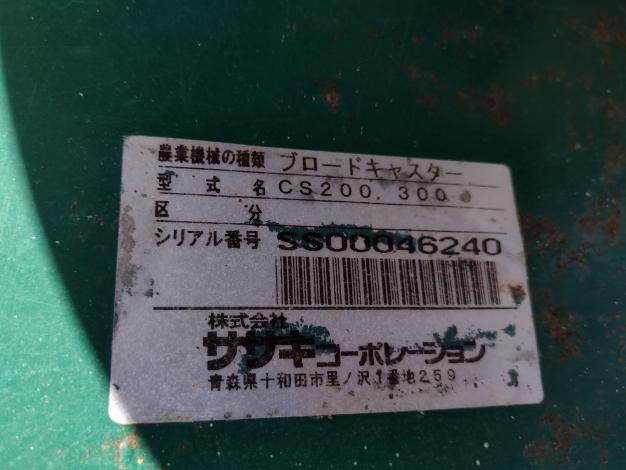 農業機械の種類 ブロードキャスター
型式名 CS200, 300
区分
シリアル番号 SS00046240
株式会社
ササキコーポレーション
青森県十和田市里ノ沢1番地259